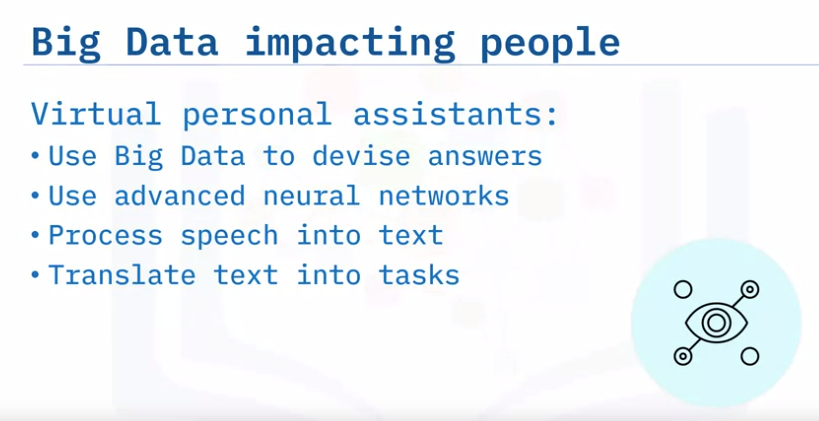 Big Data impacting people
Virtual personal assistants:
• Use Big Data to devise answers
• Use advanced neural networks
• Process speech into text
• Translate text into tasks